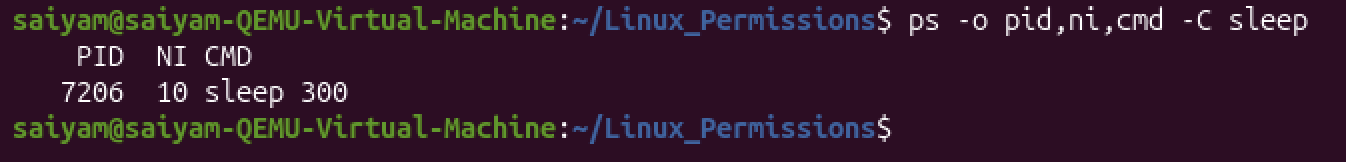 saiyam@saiyam-QEMU-Virtual-Machine:~/Linux_Permissions$ ps -o pid,ni,cmd -C sleep
    PID  NI CMD
   7206  10 sleep 300
saiyam@saiyam-QEMU-Virtual-Machine:~/Linux_Permissions$